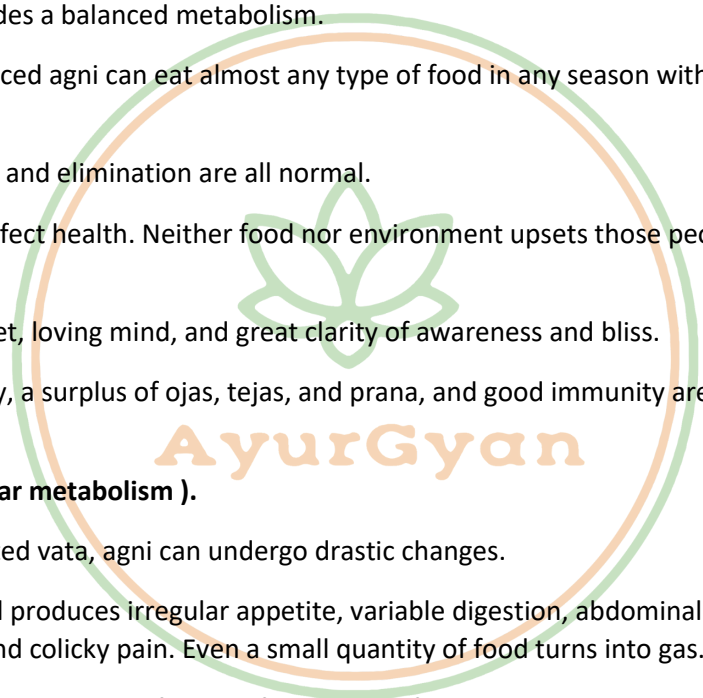 des a balanced metabolism.
ced agni can eat almost any type of food in any season with
and elimination are all normal.
fect health. Neither food nor environment upsets those peo
et, loving mind, and great clarity of awareness and bliss.
y, a surplus of ojas, tejas, and prana, and good immunity are
AyurGyan
ar metabolism ).
ed vata, agni can undergo drastic changes.
produces irregular appetite, variable digestion, abdominal
nd colicky pain. Even a small quantity of food turns into gas.